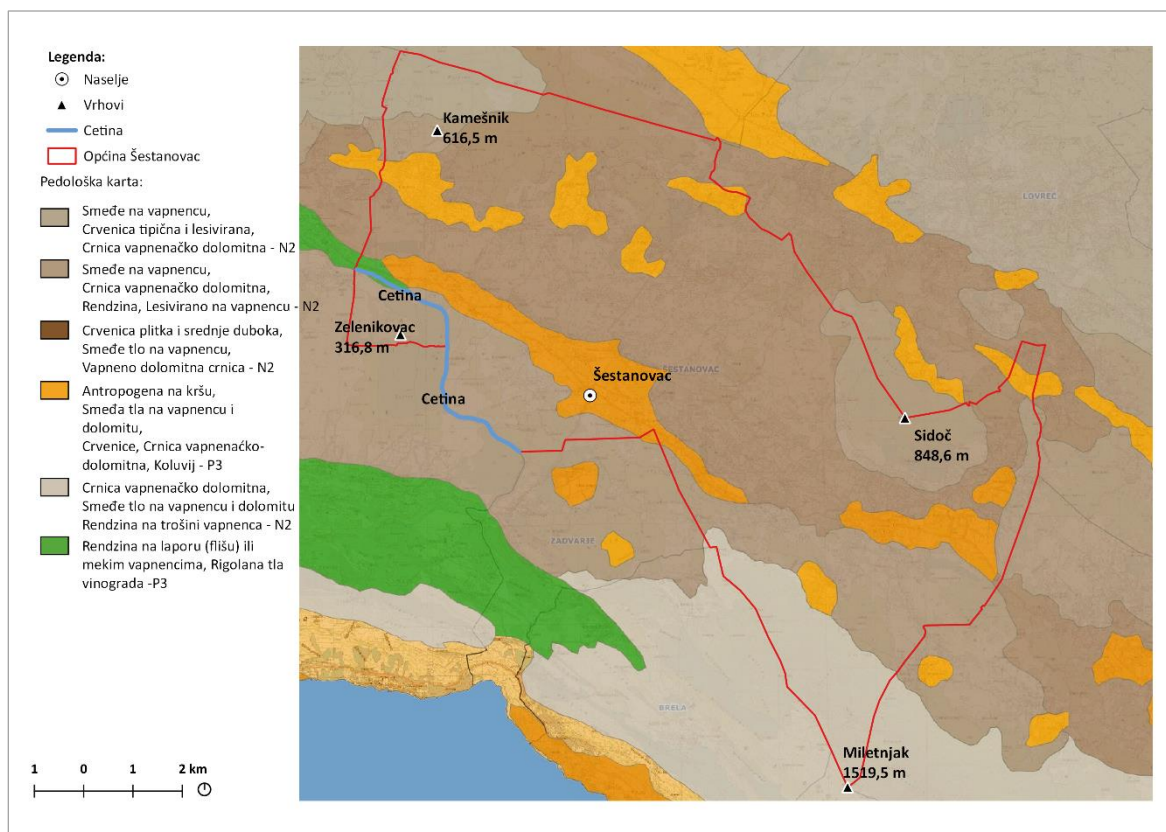 Legenda:
Naselje
Vrhovi
Cetina
Općina Šestanovac
Pedološka karta:
Smeđe na vapnencu,
Crvenica tipična i lesivirana,
Crnica vapnenačko dolomitna - N2
Smeđe na vapnencu,
Crnica vapnenačko dolomitna,
Rendzina, Lesivirano na vapnencu - N2
Crvenica plitka i srednje duboka,
Smeđe tlo na vapnencu,
Vapneno dolomitna crnica - N2
Antropogena na kršu,
Smeđa tla na vapnencu i
dolomitu,
Crvenice, Crnica vapnenaćko-
dolomitna, Koluvij - P3
Crnica vapnenačko dolomitna,
Smeđe tlo na vapnencu i dolomitu
Rendzina na trošini vapnenca - N2
Rendzina na laporu (flišu) ili
mekim vapnencima, Rigolana tla
vinograda -P3
1 0 1 2 km
Kamešnik
616,5 m
LOVREČ
Cetina
Zelenikovac
316,8 m
Šestanovac
ŠESTANOVAC
Cetina
Sidoč
848,6 m
ZADVARJE
BRELA
Miletnjak
1519,5 m